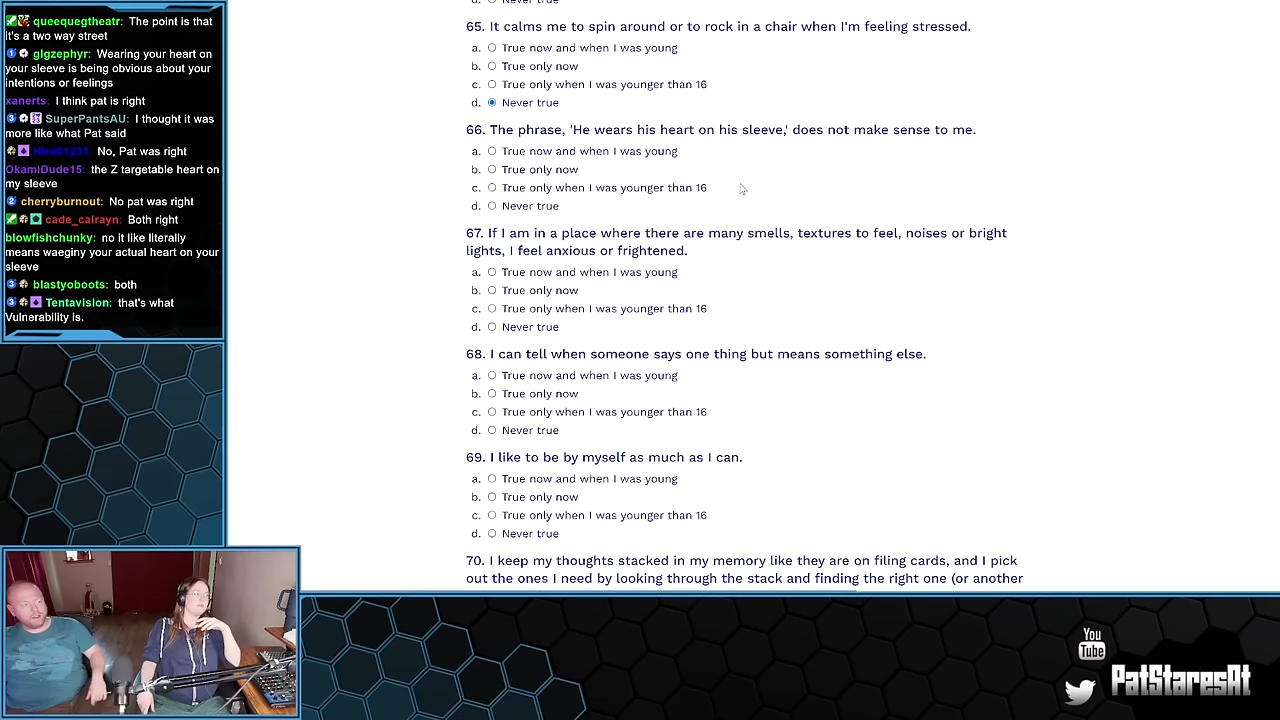 queequegtheatr: The point is that
it's a two way street
glgzephyr: Wearing your heart on
your sleeve is being obvious about your
intentions or feelings
xanerts: I think pat is right
SuperPantsAU: I thought it was
more like what Pat said
No, Pat was right
OkamiDude15: the Z targetable heart on
my sleeve
cherryburnout: No pat was right
cade_calrayn: Both right
blowfishchunky: no it like literally
means waeginy your actual heart on your
sleeve
blastyoboots: both
Tentavision: that's what
Vulnerability is.
65. It calms me to spin around or to rock in a chair when I'm feeling stressed.
a. True now and when I was young
b. True only now
c. True only when I was younger than 16
d. Never true
66. The phrase, 'He wears his heart on his sleeve,' does not make sense to me.
a. True now and when I was young
b. True only now
c. True only when I was younger than 16
d. Never true
67. If I am in a place where there are many smells, textures to feel, noises or bright
lights, I feel anxious or frightened.
a. True now and when I was young
b. True only now
c. True only when I was younger than 16
d. Never true
68. I can tell when someone says one thing but means something else.
a. True now and when I was young
b. True only now
c. True only when I was younger than 16
d. Never true
69. I like to be by myself as much as I can.
a. True now and when I was young
b. True only now
c. True only when I was younger than 16
d. Never true
70. I keep my thoughts stacked in my memory like they are on filing cards, and I pick
out the ones I need by looking through the stack and finding the right one (or another
You
Tube
PatStaresAt